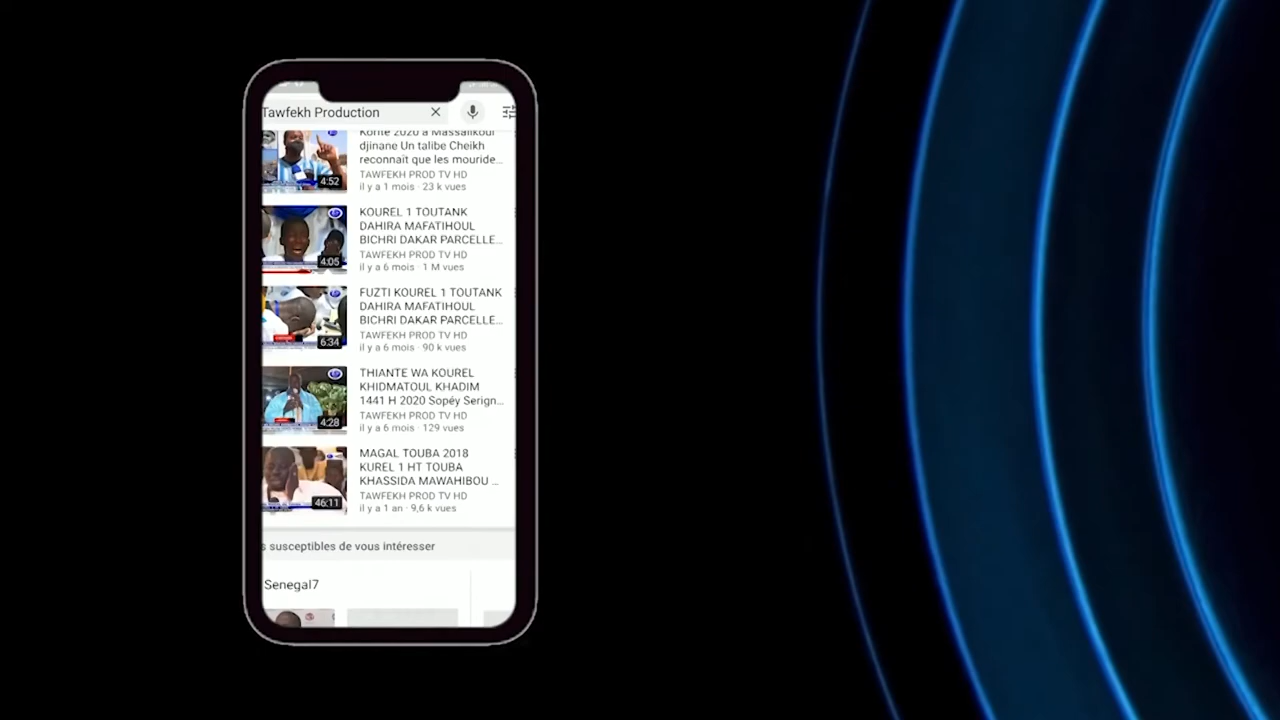 Tawfekh Production
Korité 2020 à Massalikoul
djinane Un talibe Cheikh
reconnait que les mouride...
TAWFEKH PROD TV HD
il y a 1 mois · 23 k vues
4:52
KOUREL 1 TOUTANK
DAHIRA MAFATIHOUL
BICHRI DAKAR PARCELLE...
TAWFEKH PROD TV HD
il y a 6 mois · 1 M vues
4:05
FUZTI KOUREL 1 TOUTANK
DAHIRA MAFATIHOUL
BICHRI DAKAR PARCELLE...
TAWFEKH PROD TV HD
il y a 6 mois · 90 k vues
6:34
THIANTE WA KOUREL
KHIDMATOUL KHADIM
1441 H 2020 Sopéy Serign...
TAWFEKH PROD TV HD
il y a 6 mois · 129 vues
4:28
MAGAL TOUBA 2018
KUREL 1 HT TOUBA
KHASSIDA MAWAHIBOU ...
TAWFEKH PROD TV HD
il y a 1 an · 9,6 k vues
46:11
s susceptibles de vous intéresser
Senegal7